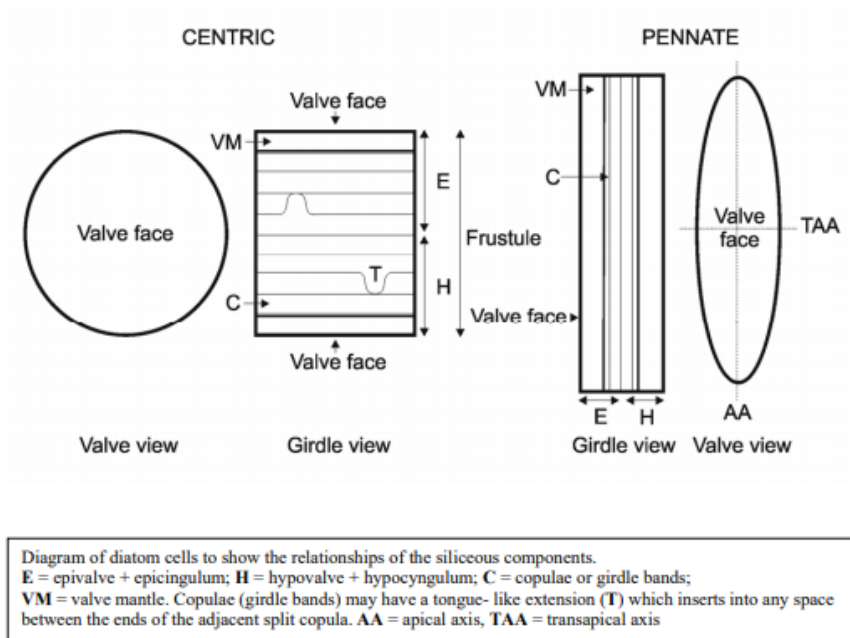 CENTRIC
PENNATE
Valve face
VM
VM
E
C
Valve face
Valve face
TAA
Frustule
T
C
H
Valve face
Valve face
E H
AA
Valve view
Girdle view
Girdle view
Valve view
Diagram of diatom cells to show the relationships of the siliceous components.
E = epivalve + epicingulum; H = hypovalve + hypocyngulum; C = copulae or girdle bands;
VM = valve mantle. Copulae (girdle bands) may have a tongue- like extension (T) which inserts into any space
between the ends of the adjacent split copula. AA = apical axis, TAA = transapical axis